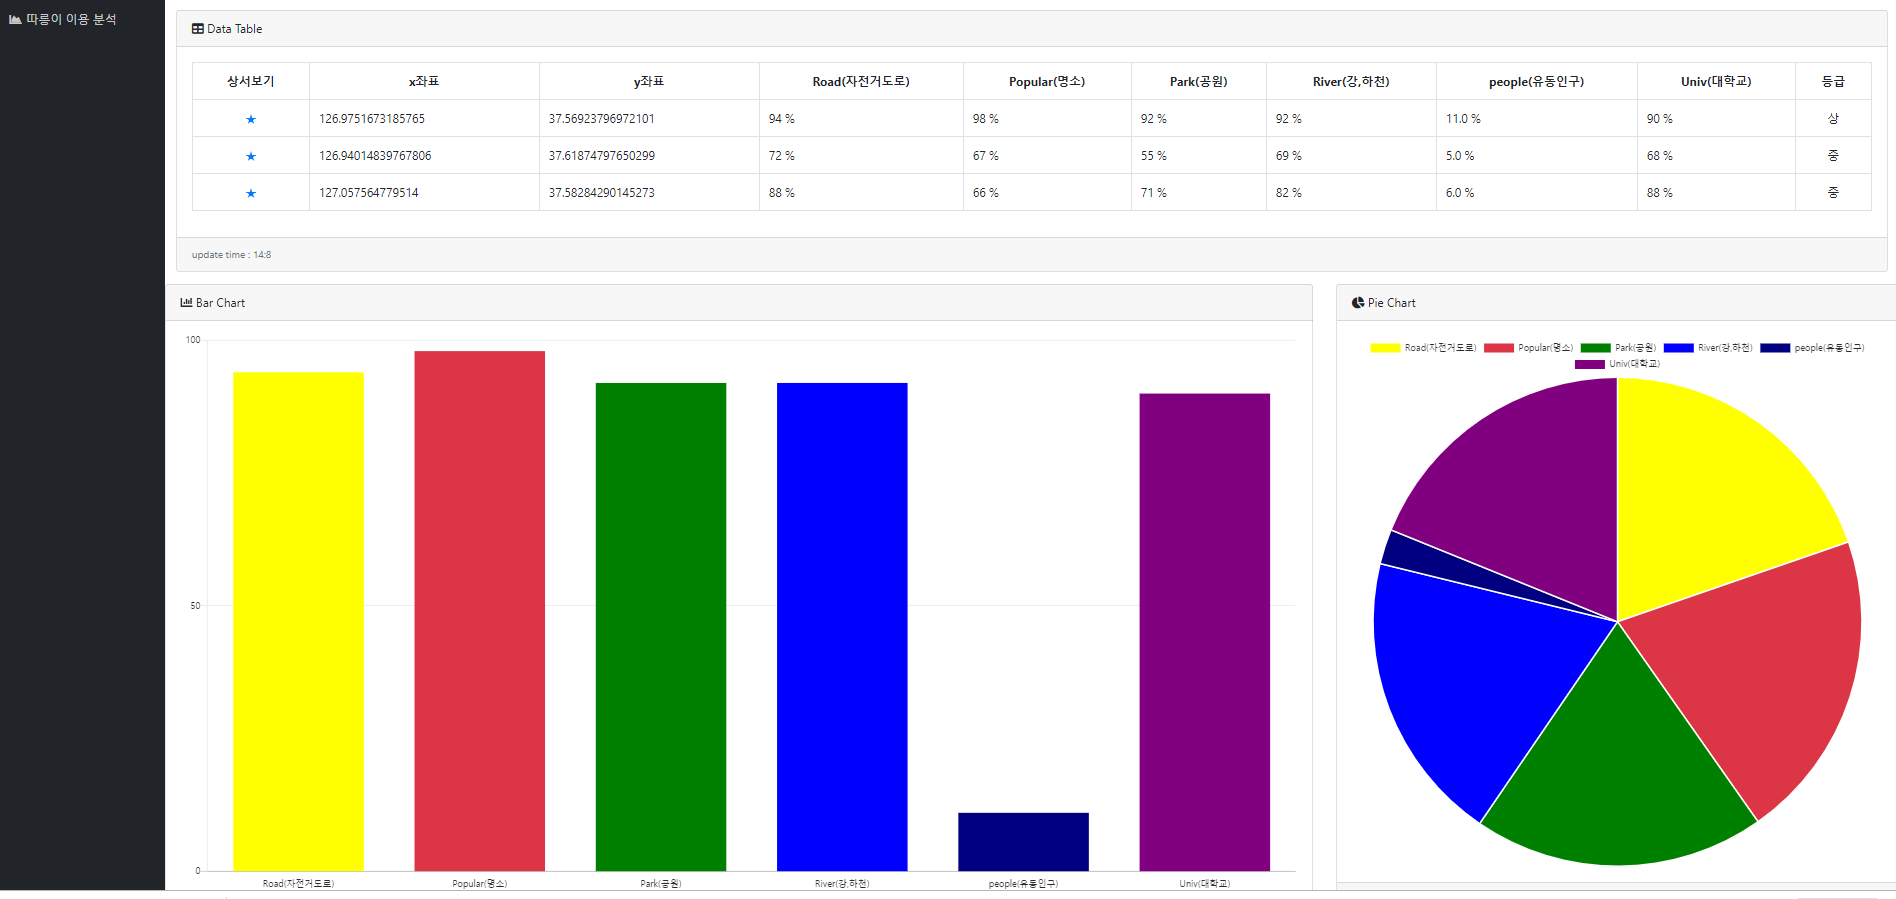 따릉이 이용 분석
Data Table
상서보기 x좌표 y좌표 Road(자전거도로) Popular(명소) Park(공원) River(강,하천) people(유동인구) Univ(대학교) 등급
★ 126.9751673185765 37.56923796972101 94 % 98 % 92 % 92 % 11.0 % 90 % 상
★ 126.94014839767806 37.61874797650299 72 % 67 % 55 % 69 % 5.0 % 68 % 중
★ 127.057564779514 37.58284290145273 88 % 66 % 71 % 82 % 6.0 % 88 % 중
update time : 14:8
Bar Chart
100
50
0
Road(자전거도로) Popular(명소) Park(공원) River(강,하천) people(유동인구) Univ(대학교)
Pie Chart
Road(자전거도로) Popular(명소) Park(공원) River(강,하천) people(유동인구)
Univ(대학교)